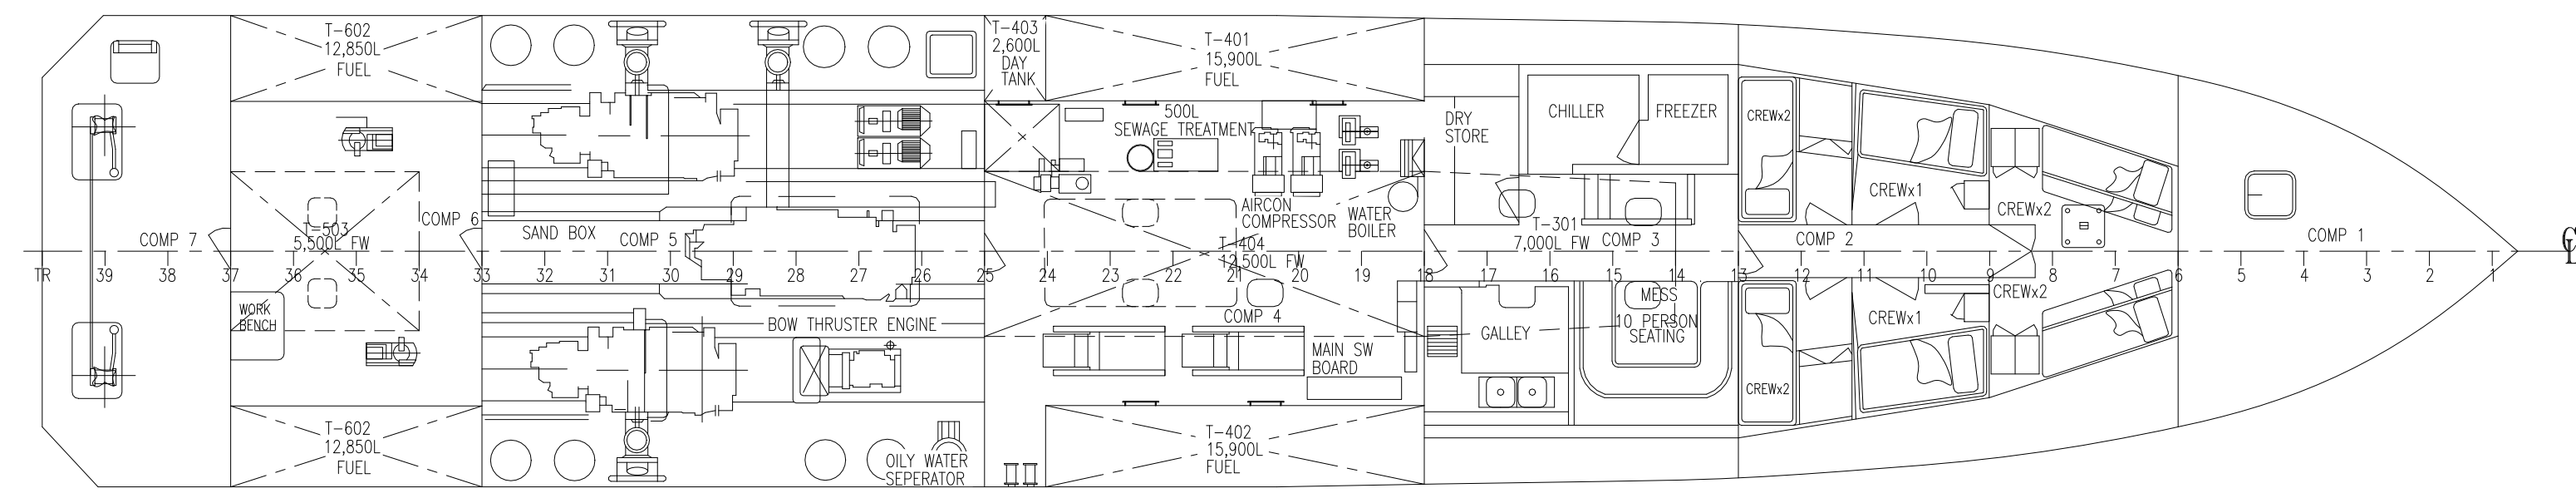 T-602
12,850L
FUEL
T-403
2,600L
DAY
TANK
T-401
15,900L
FUEL
500L
SEWAGE TREATMENT
DRY
STORE
CHILLER
FREEZER
CREWx2
CREWx1
CREWx2
AIRCON
COMPRESSOR
WATER
BOILER
T-503
5,500L FW
COMP 7
COMP 6
SAND BOX
COMP 5
T-404
12,500L FW
T-301
7,000L FW
COMP 3
COMP 2
COMP 1
CL
TR 39 38 37 36 35 34 33 32 31 30 29 28 27 26 25 24 23 22 21 20 19 18 17 16 15 14 13 12 11 10 9 8 7 6 5 4 3 2 1
WORK
BENCH
BOW THRUSTER ENGINE
COMP 4
MAIN SW
BOARD
GALLEY
MESS
10 PERSON
SEATING
CREWx2
CREWx1
CREWx2
T-602
12,850L
FUEL
OILY WATER
SEPERATOR
T-402
15,900L
FUEL